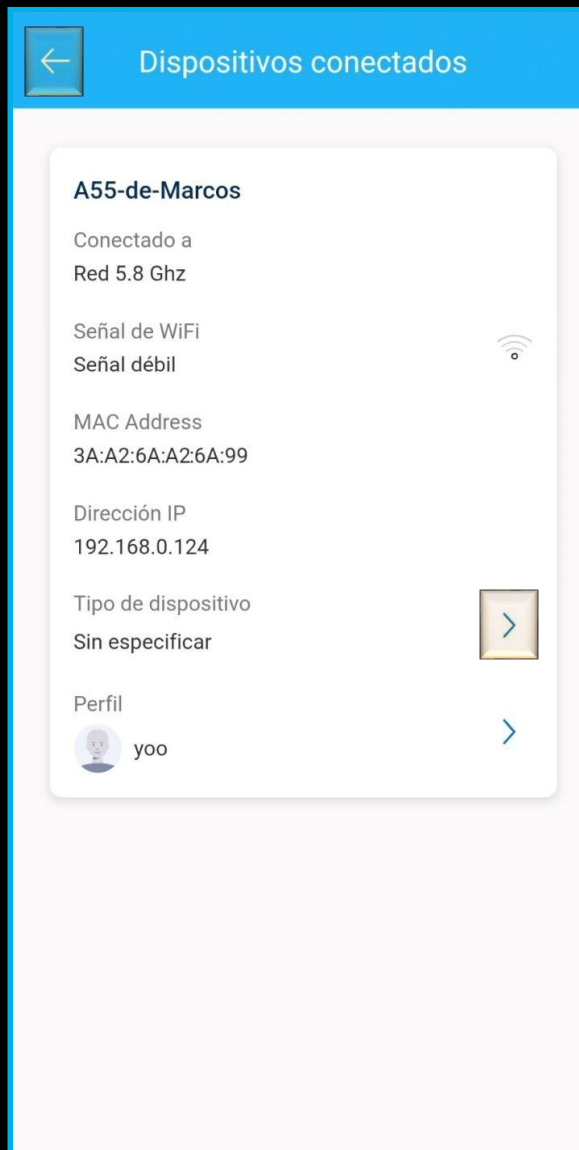 Dispositivos conectados
A55-de-Marcos
Conectado a
Red 5.8 Ghz
Señal de WiFi
Señal débil
MAC Address
3A:A2:6A:A2:6A:99
Dirección IP
192.168.0.124
Tipo de dispositivo
Sin especificar
Perfil
yoo